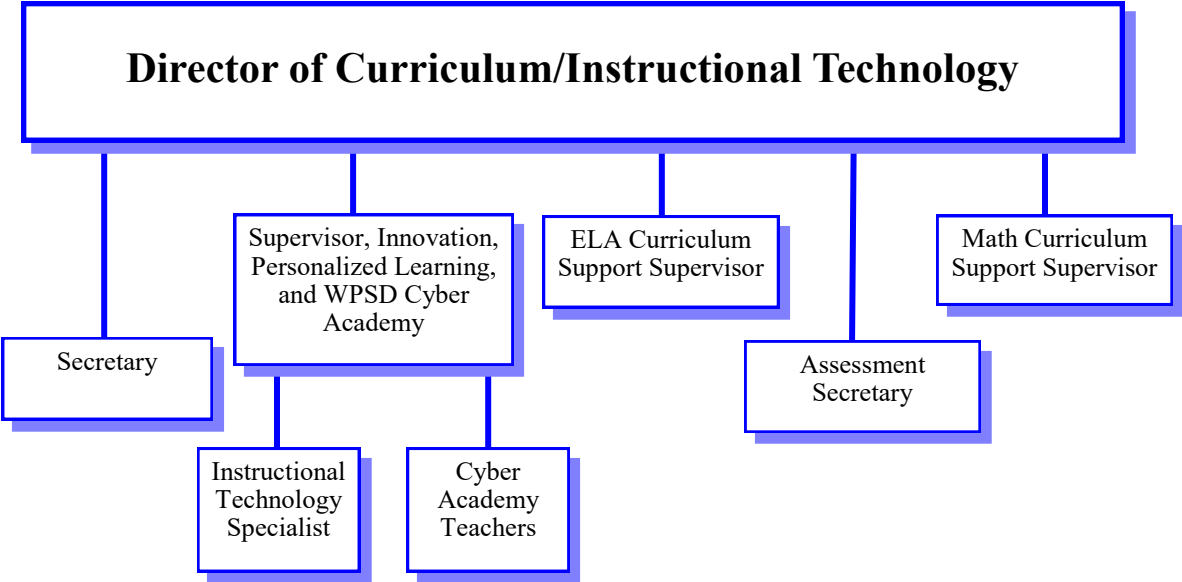 Director of Curriculum/Instructional Technology
Supervisor, Innovation,
Personalized Learning,
and WPSD Cyber
Academy
ELA Curriculum
Support Supervisor
Math Curriculum
Support Supervisor
Secretary
Assessment
Secretary
Instructional
Technology
Specialist
Cyber
Academy
Teachers